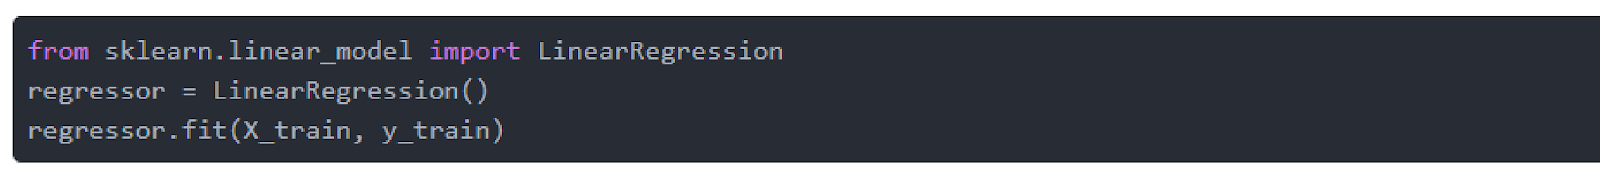 from sklearn.linear_model import LinearRegression
regressor = LinearRegression()
regressor.fit(X_train, y_train)